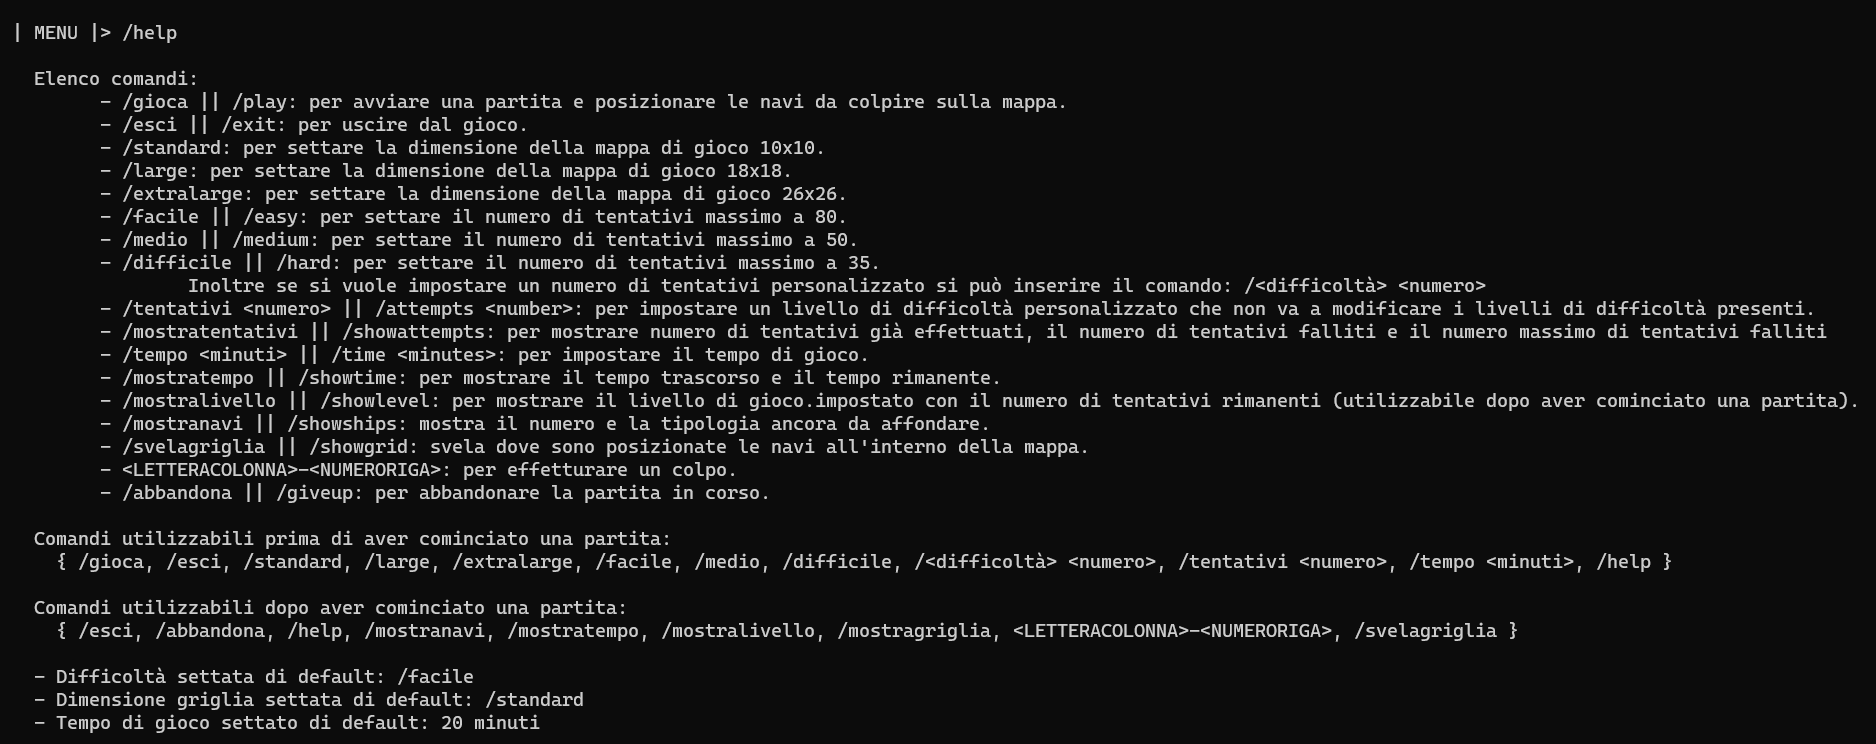 | MENU |> /help
Elenco comandi:
- /gioca || /play: per avviare una partita e posizionare le navi da colpire sulla mappa.
- /esci || /exit: per uscire dal gioco.
- /standard: per settare la dimensione della mappa di gioco 10x10.
- /large: per settare la dimensione della mappa di gioco 18x18.
- /extralarge: per settare la dimensione della mappa di gioco 26x26.
- /facile || /easy: per settare il numero di tentativi massimo a 80.
- /medio || /medium: per settare il numero di tentativi massimo a 50.
- /difficile || /hard: per settare il numero di tentativi massimo a 35.
Inoltre se si vuole impostare un numero di tentativi personalizzato si può inserire il comando: /<difficoltà> <numero>
- /tentativi <numero> || /attempts <number>: per impostare un livello di difficoltà personalizzato che non va a modificare i livelli di difficoltà presenti.
- /mostratentativi || /showattempts: per mostrare numero di tentativi già effettuati, il numero di tentativi falliti e il numero massimo di tentativi falliti
- /tempo <minuti> || /time <minutes>: per impostare il tempo di gioco.
- /mostratempo || /showtime: per mostrare il tempo trascorso e il tempo rimanente.
- /mostralivello || /showlevel: per mostrare il livello di gioco.impostato con il numero di tentativi rimanenti (utilizzabile dopo aver cominciato una partita).
- /mostranavi || /showships: mostra il numero e la tipologia ancora da affondare.
- /svelagriglia || /showgrid: svela dove sono posizionate le navi all'interno della mappa.
- <LETTERACOLONNA>-<NUMERORIGA>: per effetturare un colpo.
- /abbandona || /giveup: per abbandonare la partita in corso.
Comandi utilizzabili prima di aver cominciato una partita:
{ /gioca, /esci, /standard, /large, /extralarge, /facile, /medio, /difficile, /<difficoltà> <numero>, /tentativi <numero>, /tempo <minuti>, /help }
Comandi utilizzabili dopo aver cominciato una partita:
{ /esci, /abbandona, /help, /mostranavi, /mostratempo, /mostralivello, /mostragriglia, <LETTERACOLONNA>-<NUMERORIGA>, /svelagriglia }
- Difficoltà settata di default: /facile
- Dimensione griglia settata di default: /standard
- Tempo di gioco settato di default: 20 minuti